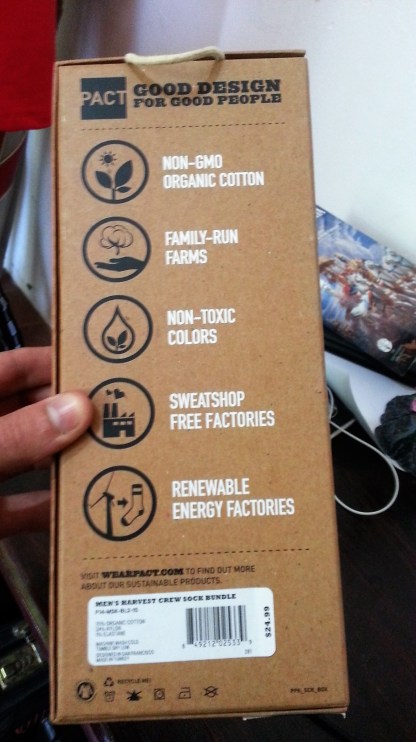 PACT GOOD DESIGN
FOR GOOD PEOPLE
NON-GMO
ORGANIC COTTON
FAMILY-RUN
FARMS
NON-TOXIC
COLORS
SWEATSHOP
FREE FACTORIES
RENEWABLE
ENERGY FACTORIES
VISIT WEARPACT.COM TO FIND OUT MORE
ABOUT OUR SUSTAINABLE PRODUCTS.
MEN'S HARVEST CREW SOCK BUNDLE
ORGANIC COTTON
$24.99
RECYCLE ME!